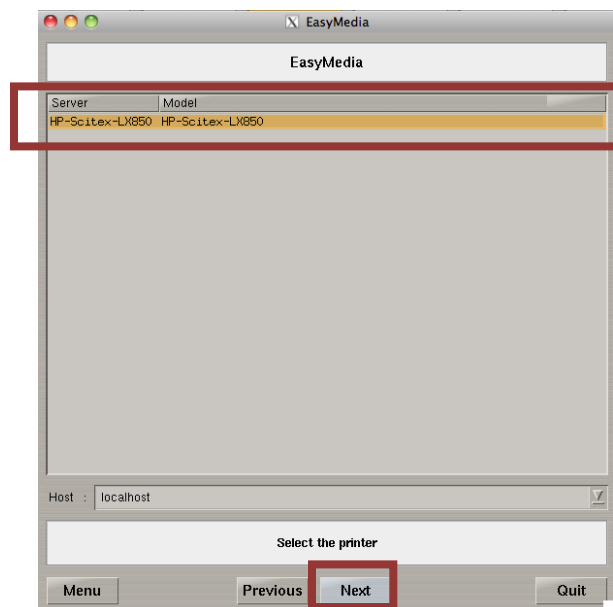 X EasyMedia
EasyMedia
Server Model
HP-Scitex-LX850 HP-Scitex-LX850
Host : localhost
Select the printer
Menu Previous Next Quit